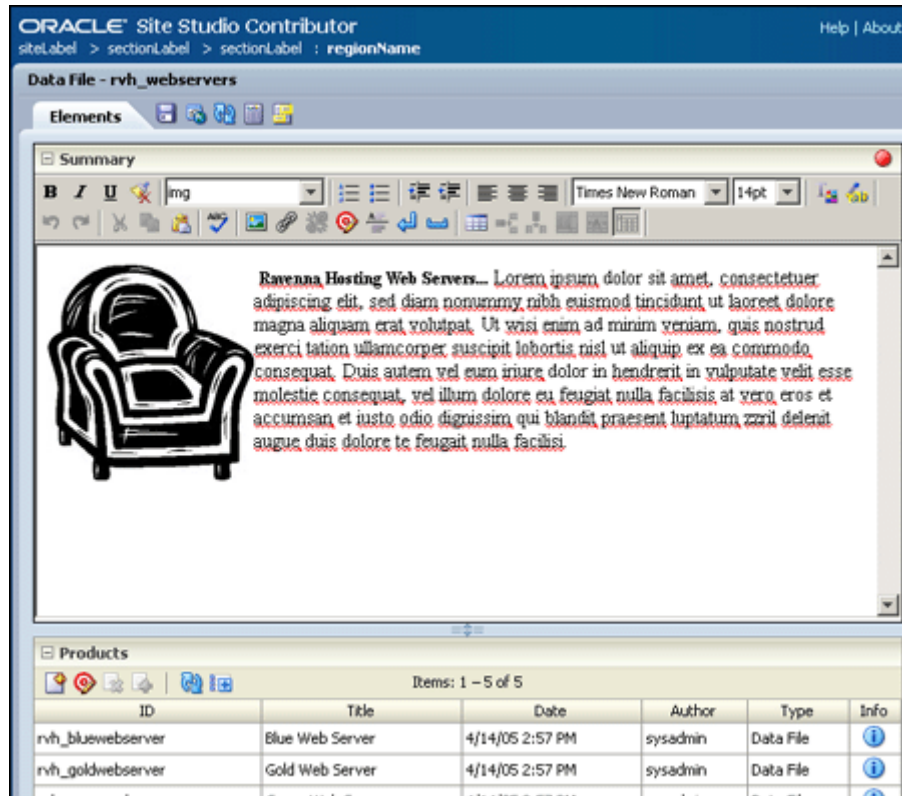 ORACLE® Site Studio Contributor
Help | About
siteLabel > sectionLabel > sectionLabel : regionName
Data File - rvh_webservers
Elements
Summary
B I U img Times New Roman 14pt
Ravenna Hosting Web Servers... Lorem ipsum dolor sit amet, consectetuer
adipiscing elit, sed diam nonummy nibh euismod tincidunt ut laoreet dolore
magna aliquam erat volutpat. Ut wisi enim ad minim veniam, quis nostrud
exerci tation ullamcorper suscipit lobortis nisl ut aliquip ex ea commodo
consequat. Duis autem vel eum iriure dolor in hendrerit in vulputate velit esse
molestie consequat, vel illum dolore eu feugiat nulla facilisis at vero eros et
accumsan et iusto odio dignissim qui blandit praesent luptatum zzril delenit
augue duis dolore te feugait nulla facilisi.
Products
Items: 1 – 5 of 5
ID Title Date Author Type Info
rvh_bluewebserver Blue Web Server 4/14/05 2:57 PM sysadmin Data File
rvh_goldwebserver Gold Web Server 4/14/05 2:57 PM sysadmin Data File